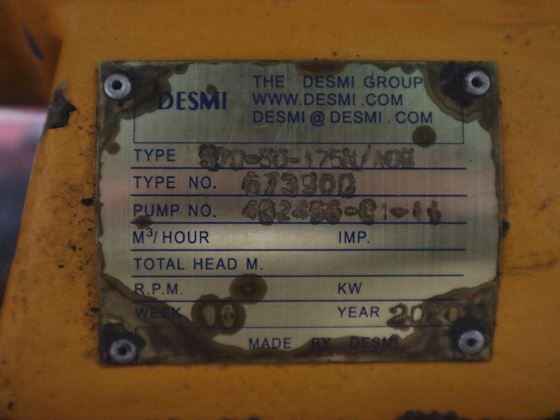 DESMI
THE DESMI GROUP
WWW.DESMI.COM
DESMI@DESMI.COM
TYPE
TYPE NO. 673900
PUMP NO.
M³/HOUR IMP.
TOTAL HEAD M.
R.P.M. KW
WEEK YEAR
MADE BY DESMI